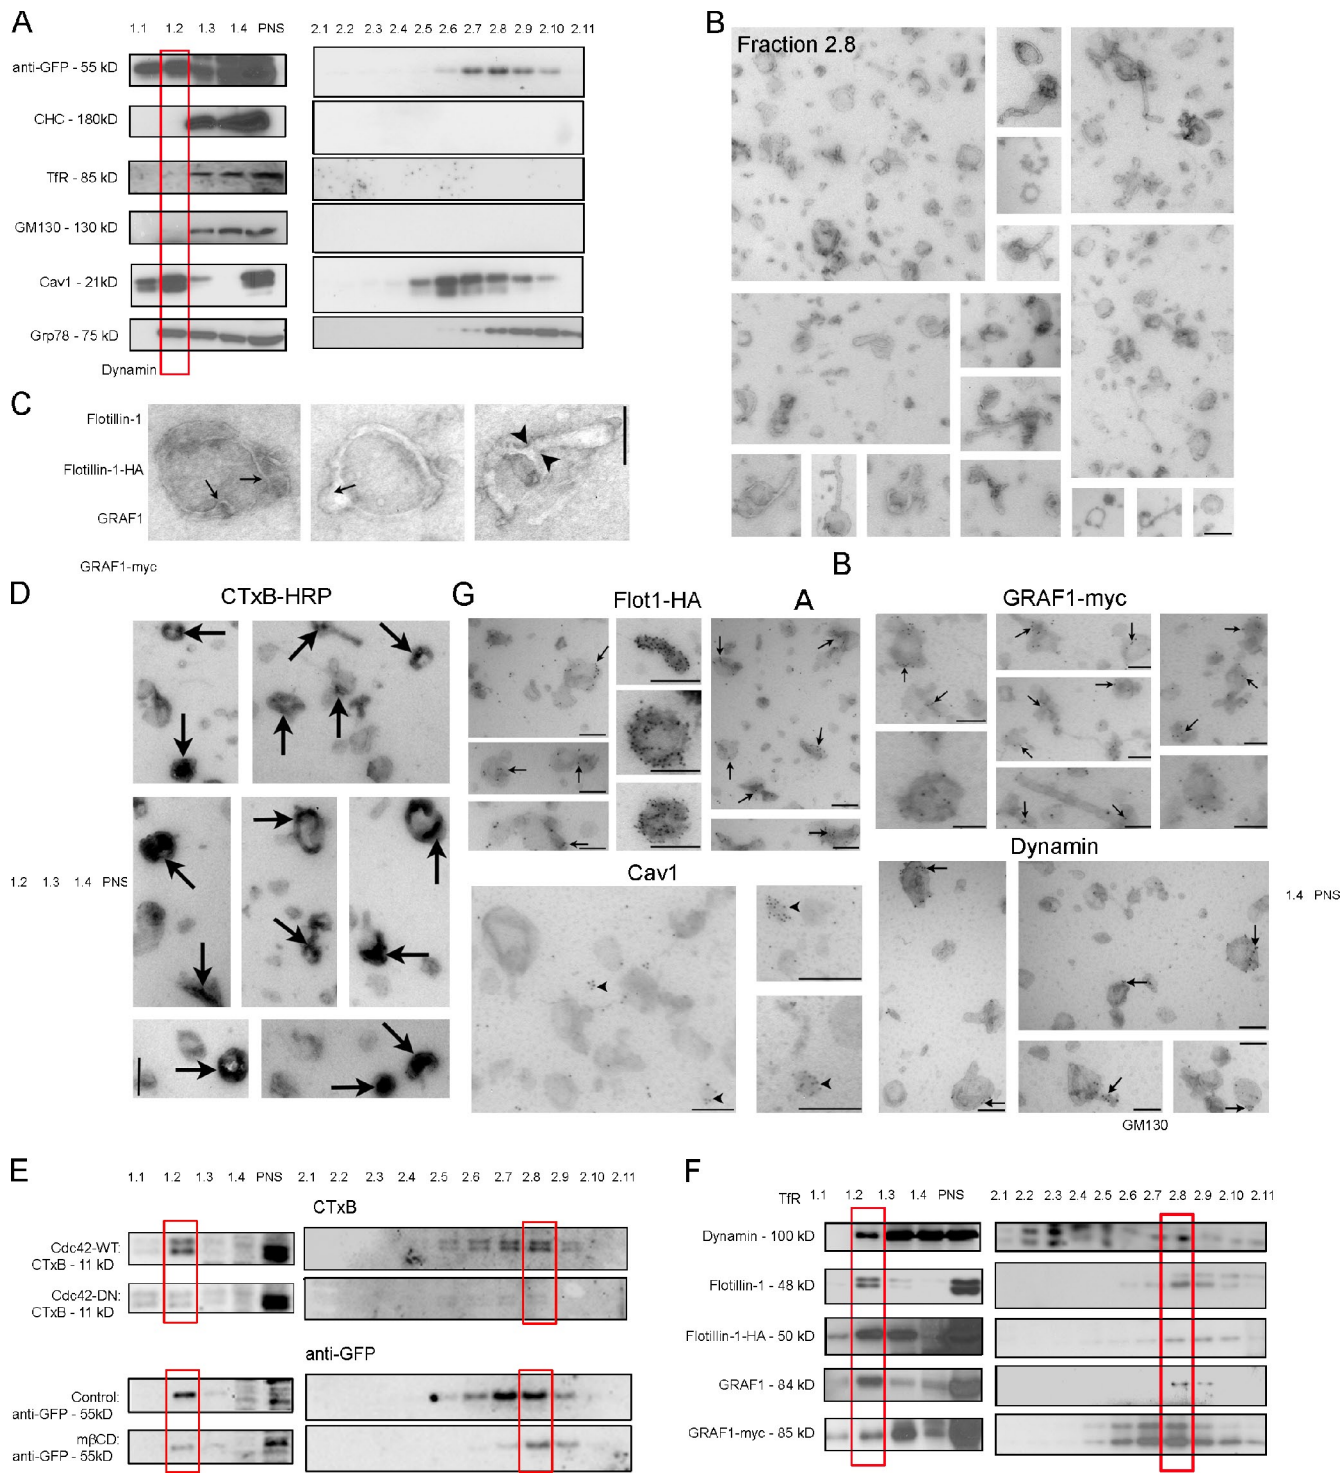 A
1.1 1.2 1.3 1.4 PNS 2.1 2.2 2.3 2.4 2.5 2.6 2.7 2.8 2.9 2.10 2.11
anti-GFP - 55 kD
CHC - 180kD
TfR - 85 kD
GM130 - 130 kD
Cav1 - 21kD
Grp78 - 75 kD
Dynamin
B
Fraction 2.8
C
Flotillin-1
Flotillin-1-HA
GRAF1
GRAF1-myc
D
CTxB-HRP
1.2 1.3 1.4 PNS
G
Flot1-HA
A
B
GRAF1-myc
Cav1
Dynamin
1.4 PNS
GM130
E
1.1 1.2 1.3 1.4 PNS 2.1 2.2 2.3 2.4 2.5 2.6 2.7 2.8 2.9 2.10 2.11
CTxB
Cdc42-WT:
CTxB - 11 kD
Cdc42-DN:
CTxB - 11 kD
anti-GFP
Control:
anti-GFP - 55kD
mβCD:
anti-GFP - 55kD
F
TfR 1.1 1.2 1.3 1.4 PNS 2.1 2.2 2.3 2.4 2.5 2.6 2.7 2.8 2.9 2.10 2.11
Dynamin - 100 kD
Flotillin-1 - 48 kD
Flotillin-1-HA - 50 kD
GRAF1 - 84 kD
GRAF1-myc - 85 kD